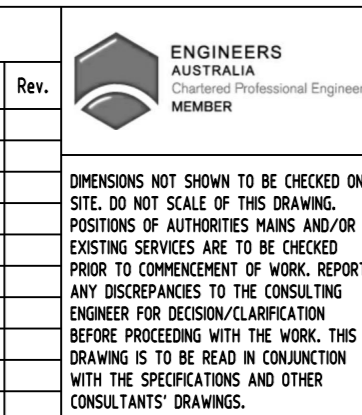 Rev.
ENGINEERS
AUSTRALIA
Chartered Professional Engineer
MEMBER
DIMENSIONS NOT SHOWN TO BE CHECKED ON
SITE. DO NOT SCALE OF THIS DRAWING.
POSITIONS OF AUTHORITIES MAINS AND/OR
EXISTING SERVICES ARE TO BE CHECKED
PRIOR TO COMMENCEMENT OF WORK. REPORT
ANY DISCREPANCIES TO THE CONSULTING
ENGINEER FOR DECISION/CLARIFICATION
BEFORE PROCEEDING WITH THE WORK. THIS
DRAWING IS TO BE READ IN CONJUNCTION
WITH THE SPECIFICATIONS AND OTHER
CONSULTANTS' DRAWINGS.